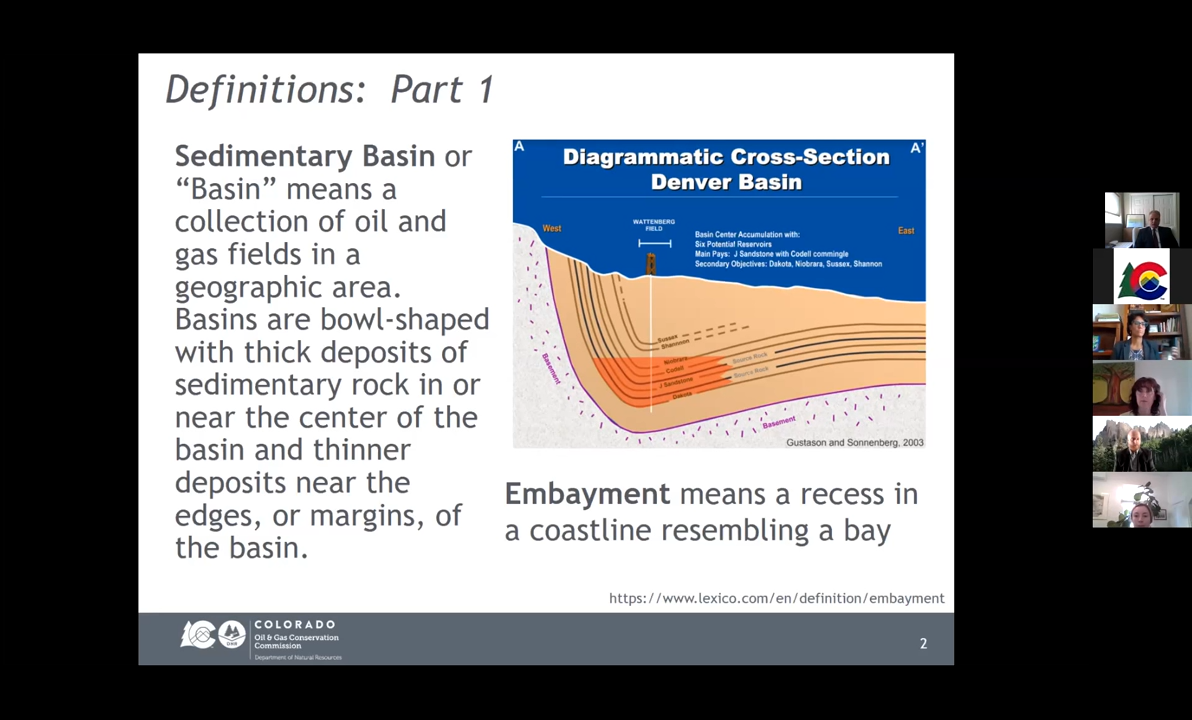 Definitions: Part 1
Sedimentary Basin or
“Basin” means a
collection of oil and
gas fields in a
geographic area.
Basins are bowl-shaped
with thick deposits of
sedimentary rock in or
near the center of the
basin and thinner
deposits near the
edges, or margins, of
the basin.
A
A'
Diagrammatic Cross-Section
Denver Basin
West
WATTENBERG
FIELD
East
Basin Center Accumulation with:
Six Potential Reservoirs
Main Pays: J Sandstone with Codell commingle
Secondary Objectives: Dakota, Niobrara, Sussex, Shannon
Sussex
Shannnon
Niobrara
Codell
J Sandstone
Dakota
Source Rock
Source Rock
Basement
Basement
Gustason and Sonnenberg, 2003
Embayment means a recess in
a coastline resembling a bay
https://www.lexico.com/en/definition/embayment
COLORADO
Oil & Gas Conservation
Commission
Department of Natural Resources
2